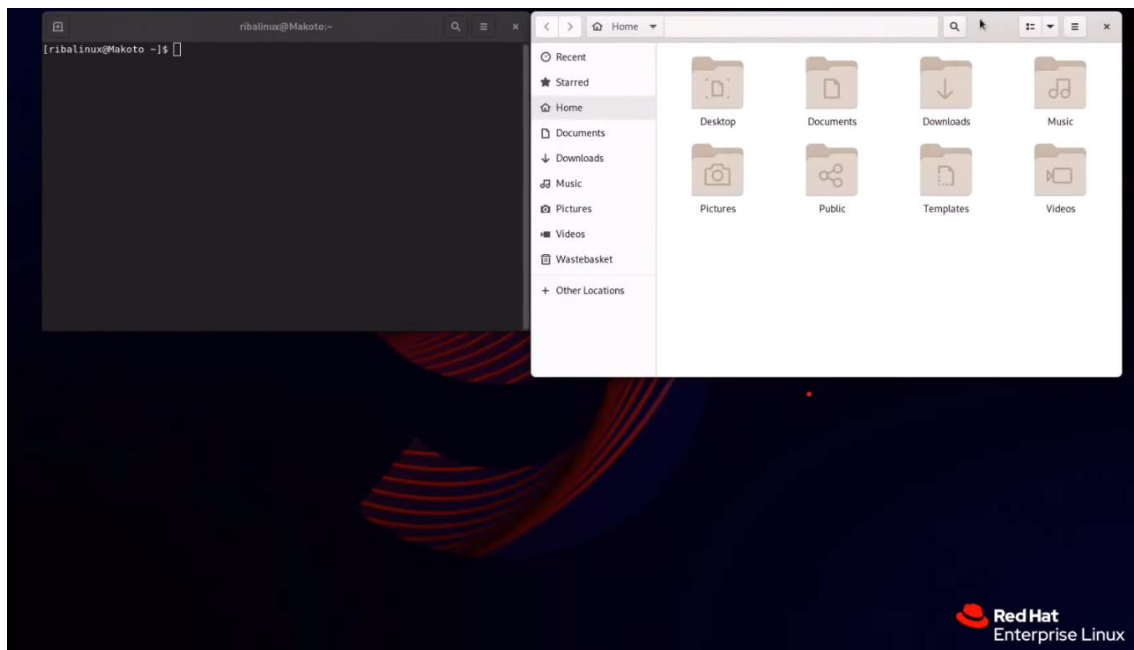 ribalinux@Makoto:~
[ribalinux@Makoto ~]$
Home
Recent
Starred
Home
Documents
Downloads
Music
Pictures
Videos
Wastebasket
+ Other Locations
Desktop Documents Downloads Music
Pictures Public Templates Videos
Red Hat
Enterprise Linux